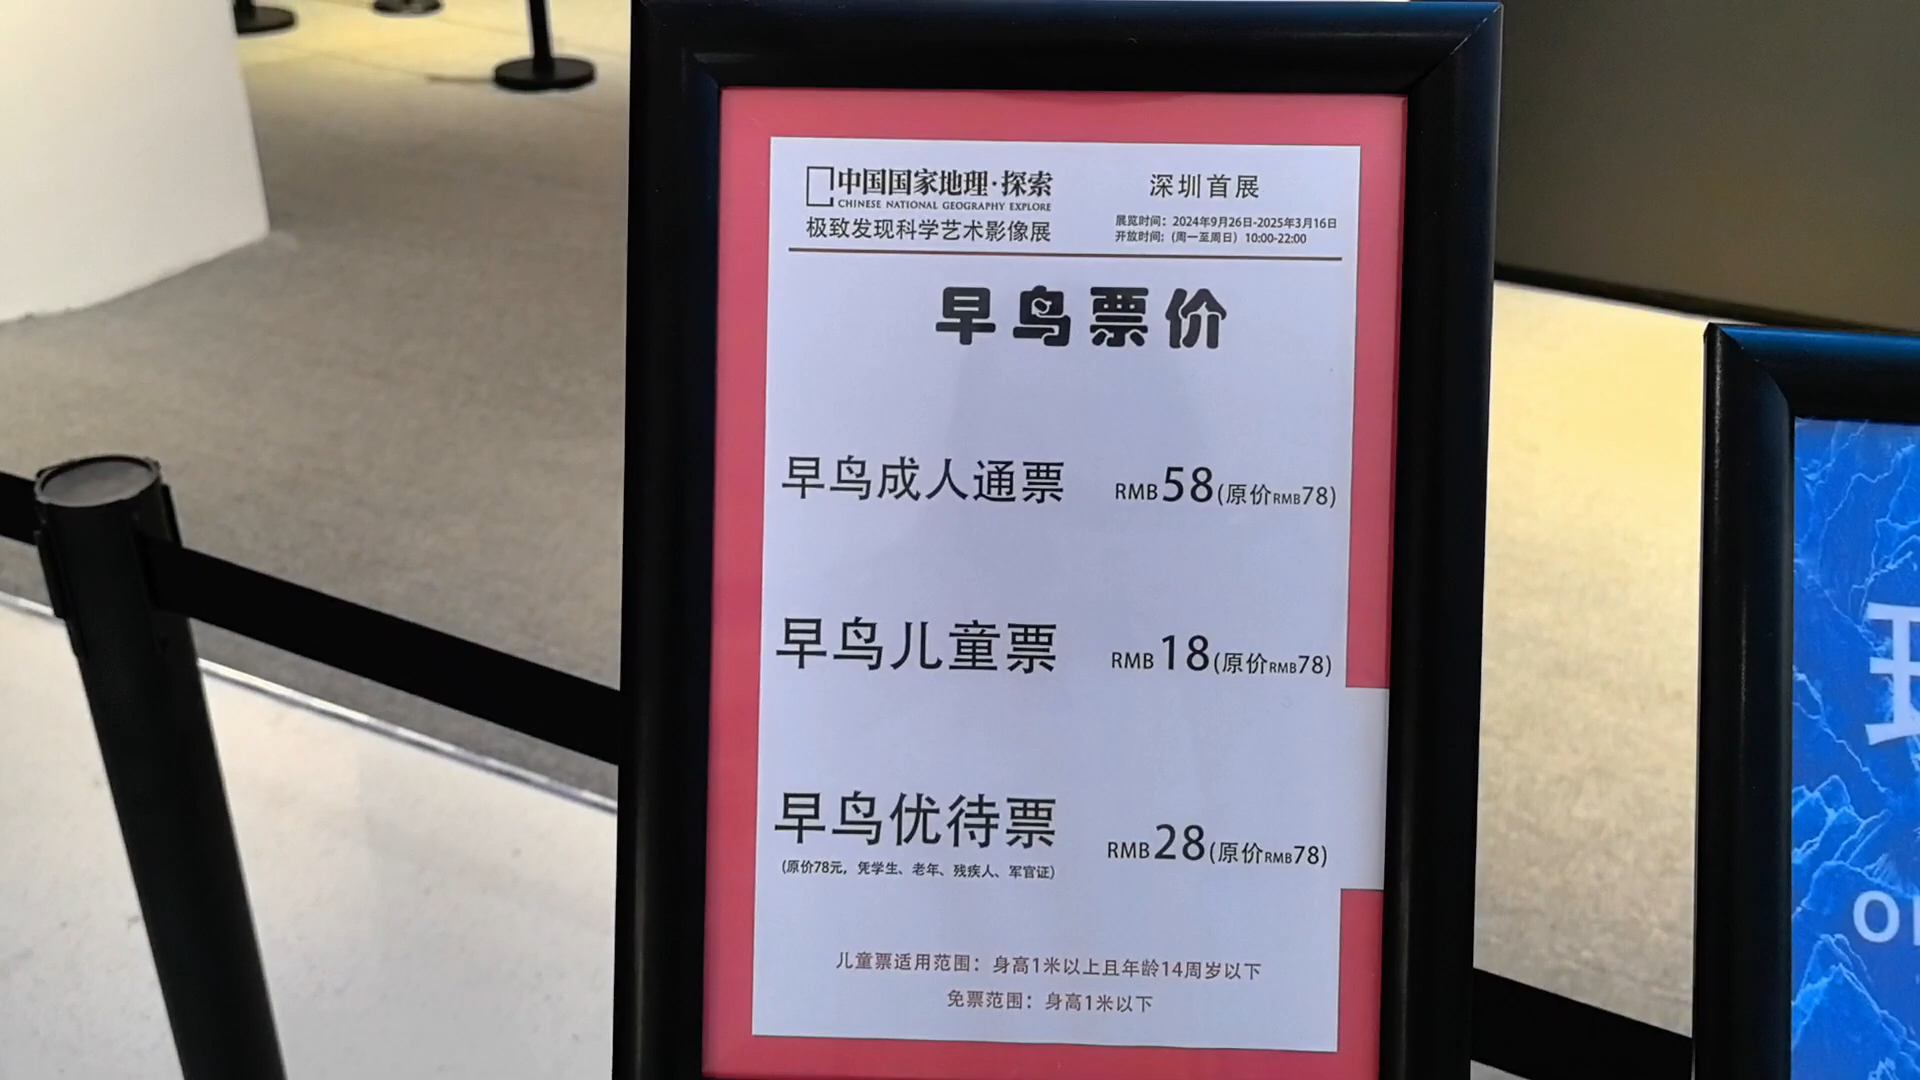 中国国家地理·探索
CHINESE NATIONAL GEOGRAPHY EXPLORE
极致发现科学艺术影像展
深圳首展
展览时间：2024年9月26日-2025年3月16日
开放时间：(周一至周日) 10:00-22:00
早鸟票价
早鸟成人通票 RMB58(原价RMB78)
早鸟儿童票 RMB18(原价RMB78)
早鸟优待票 RMB28(原价RMB78)
(原价78元，凭学生、老年、残疾人、军官证)
儿童票适用范围：身高1米以上且年龄14周岁以下
免票范围：身高1米以下